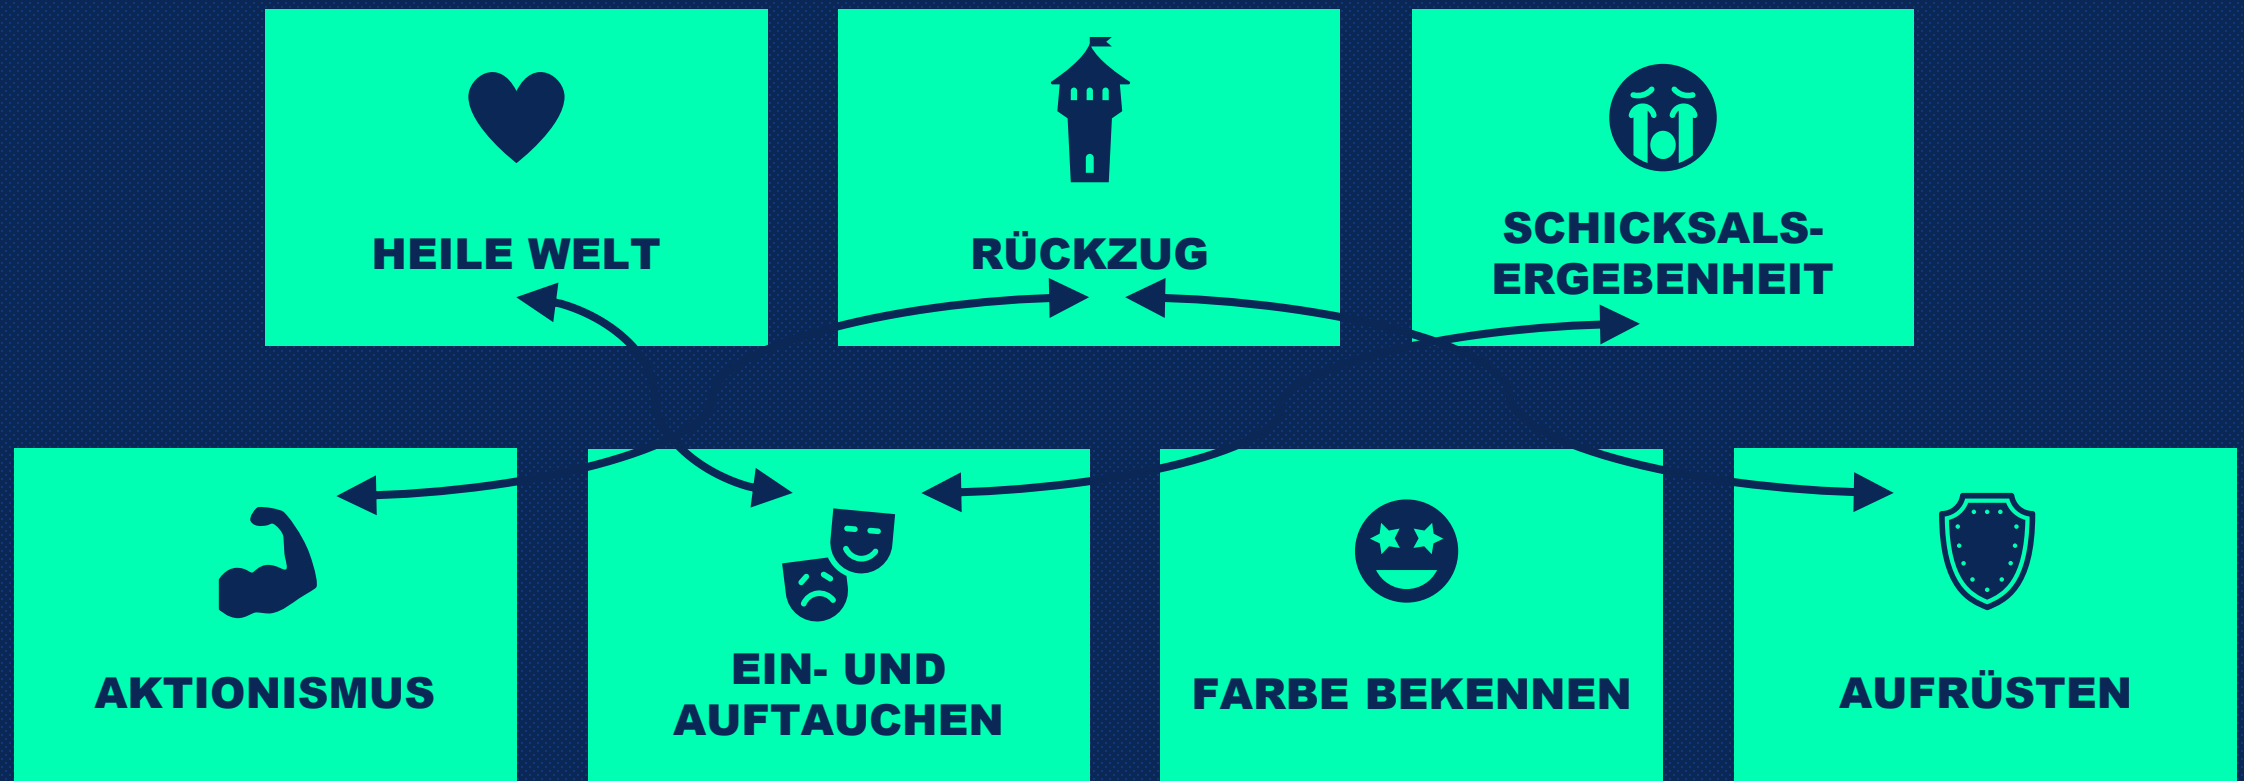 HEILE WELT
RÜCKZUG
SCHICKSALS-
ERGEBENHEIT
AKTIONISMUS
EIN- UND
AUFTAUCHEN
FARBE BEKENNEN
AUFRÜSTEN